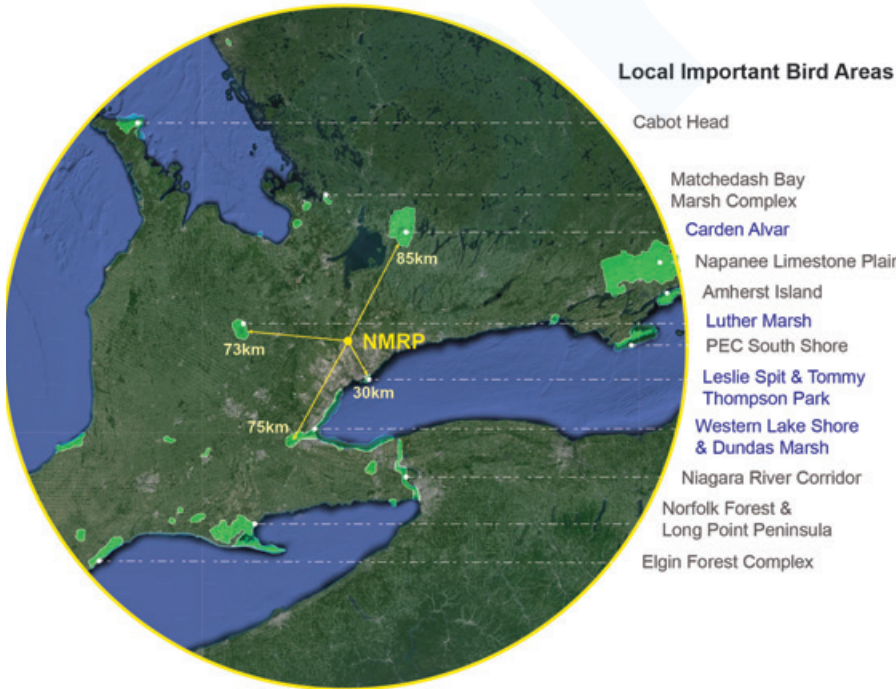 Local Important Bird Areas
Cabot Head
Matchedash Bay
Marsh Complex
Carden Alvar
85km
Napanee Limestone Plain
Amherst Island
Luther Marsh
NMRP
73km
PEC South Shore
30km
Leslie Spit & Tommy
Thompson Park
75km
Western Lake Shore
& Dundas Marsh
Niagara River Corridor
Norfolk Forest &
Long Point Peninsula
Elgin Forest Complex